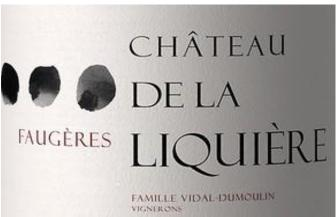 CHÂTEAU
DE LA
FAUGÈRES
LIQUIÈRE
FAMILLE VIDAL-DUMOULIN
VIGNERONS